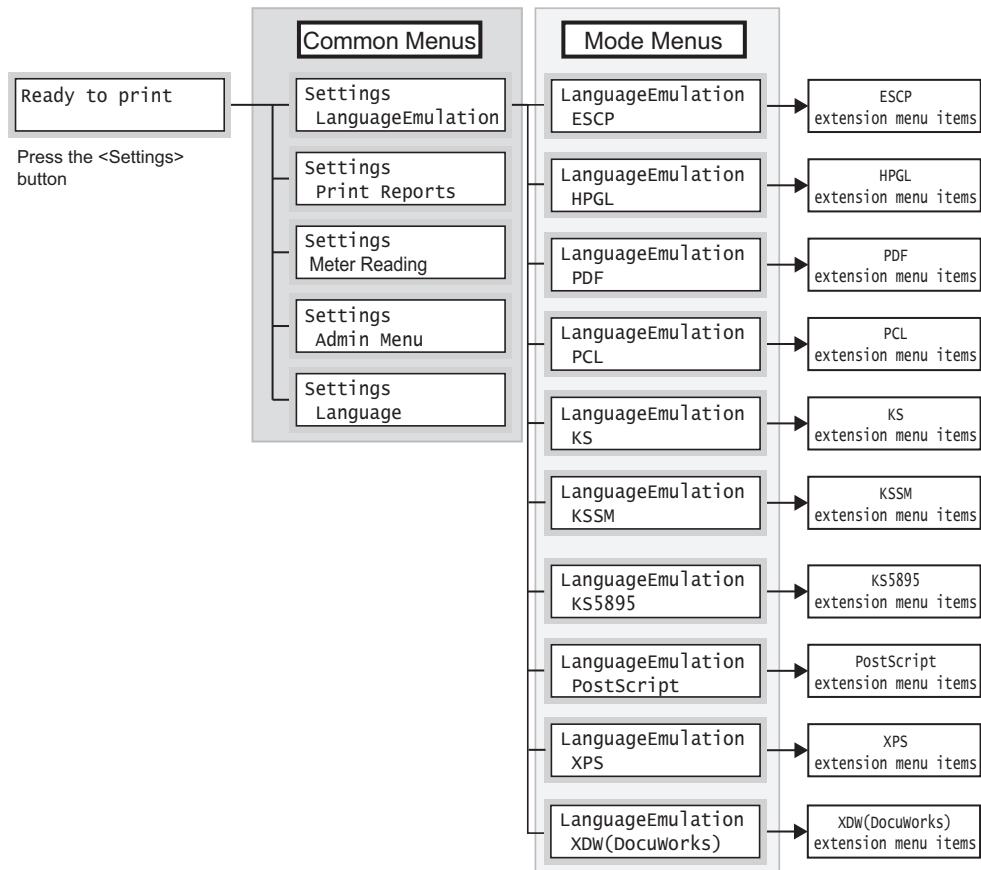 Common Menus
Mode Menus
Ready to print
Press the <Settings>
button
Settings
LanguageEmulation
Settings
Print Reports
Settings
Meter Reading
Settings
Admin Menu
Settings
Language
LanguageEmulation
ESCP
ESCP
extension menu items
LanguageEmulation
HPGL
HPGL
extension menu items
LanguageEmulation
PDF
PDF
extension menu items
LanguageEmulation
PCL
PCL
extension menu items
LanguageEmulation
KS
KS
extension menu items
LanguageEmulation
KSSM
KSSM
extension menu items
LanguageEmulation
KS5895
KS5895
extension menu items
LanguageEmulation
PostScript
PostScript
extension menu items
LanguageEmulation
XPS
XPS
extension menu items
LanguageEmulation
XDW(DocuWorks)
XDW(DocuWorks)
extension menu items